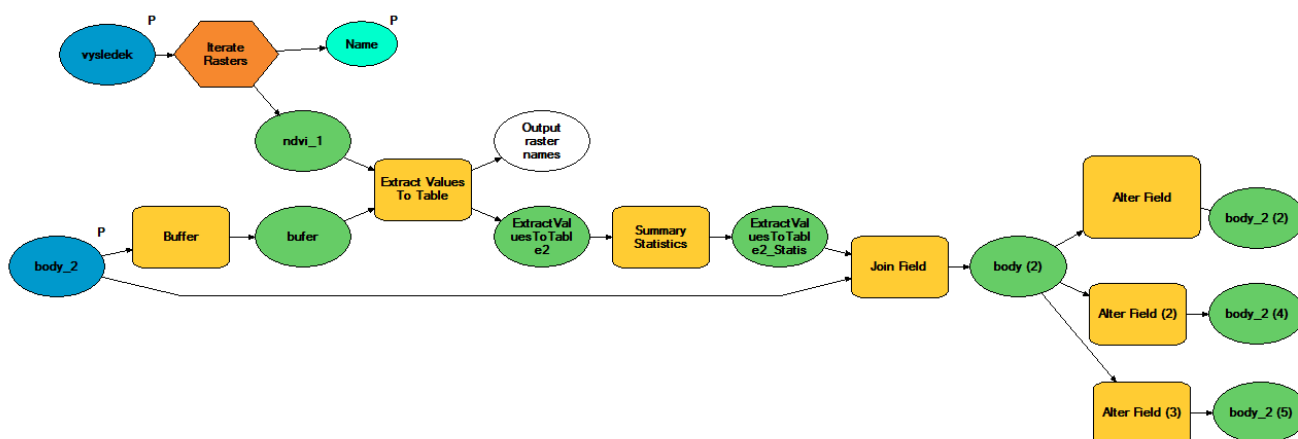 P
P
vysledek
Iterate
Rasters
Name
ndvi_1
Output
raster
names
Extract Values
To Table
P
body_2
Buffer
bufer
ExtractVal
uesToTabl
e2
Summary
Statistics
ExtractVal
uesToTabl
e2_Statis
Join Field
body (2)
Alter Field
body_2 (2)
Alter Field (2)
body_2 (4)
Alter Field (3)
body_2 (5)